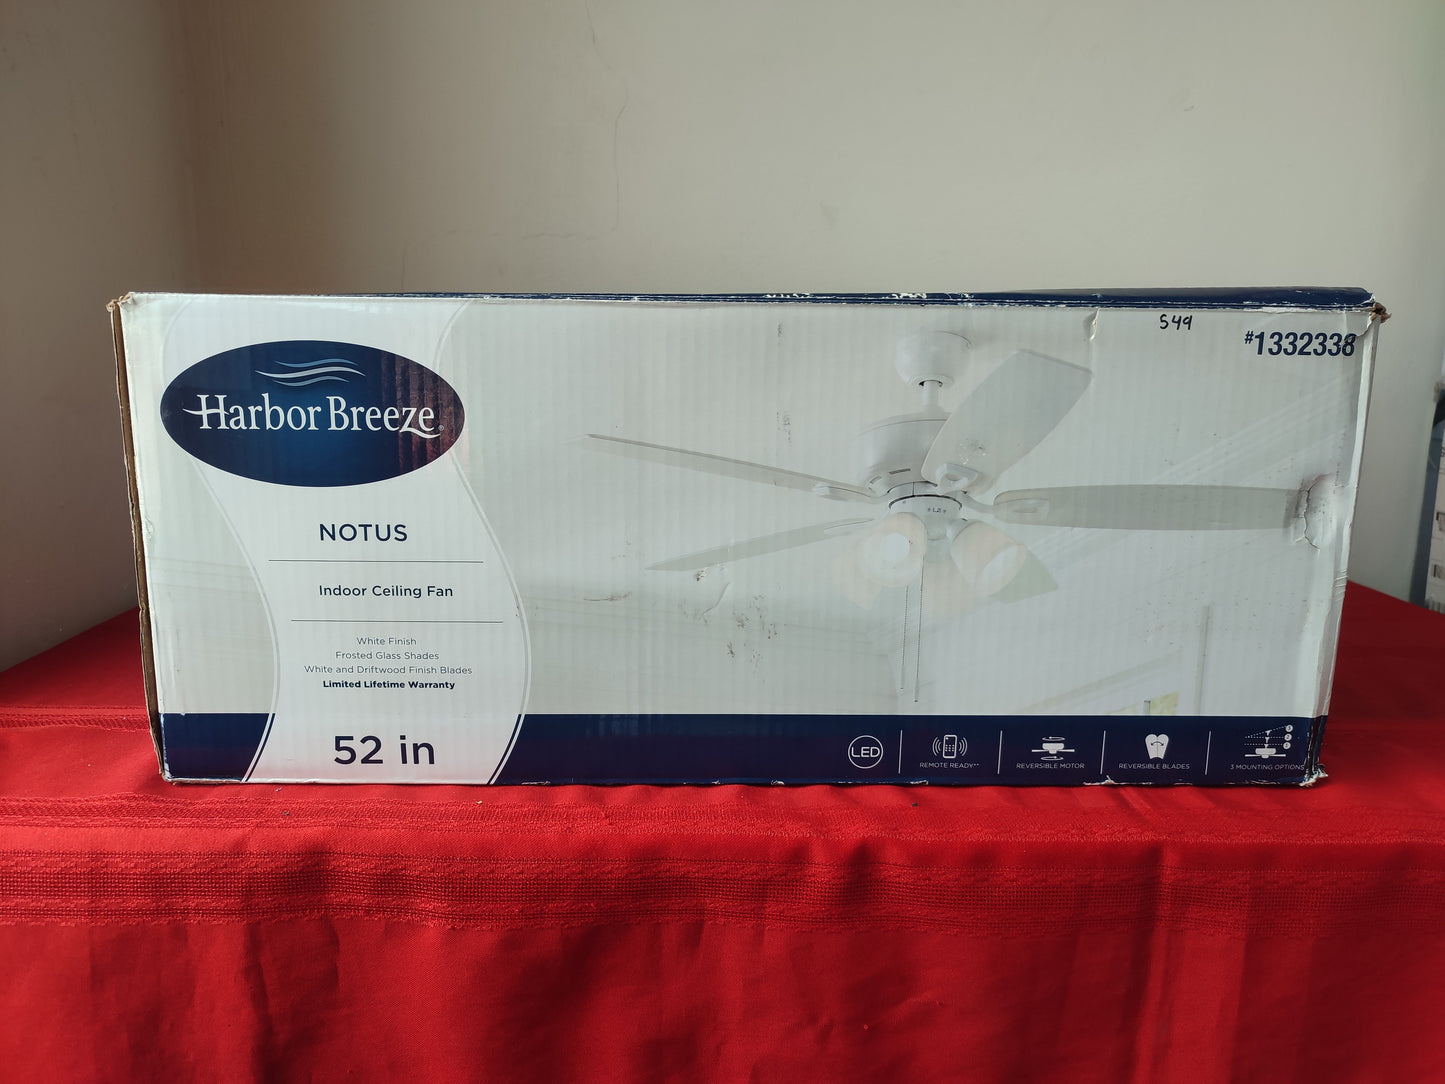 Harbor Breeze®
NOTUS
Indoor Ceiling Fan
White Finish
Frosted Glass Shades
White and Driftwood Finish Blades
Limited Lifetime Warranty
52 in
549
#1332338
LED
REMOTE READY**
REVERSIBLE MOTOR
REVERSIBLE BLADES
3 MOUNTING OPTIONS